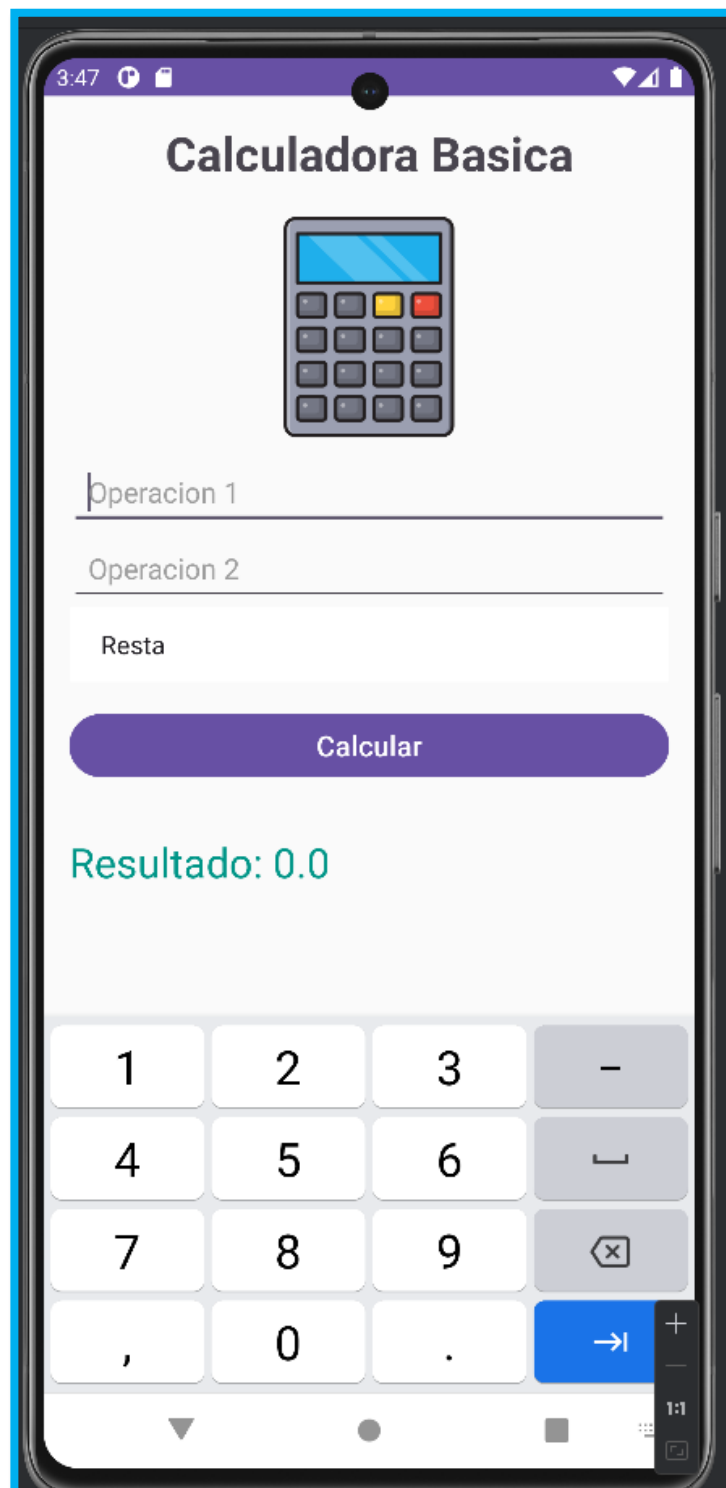 3:47
Calculadora Basica
Operacion 1
Operacion 2
Resta
Calcular
Resultado: 0.0
1 2 3 –
4 5 6
7 8 9
, 0 .
1:1